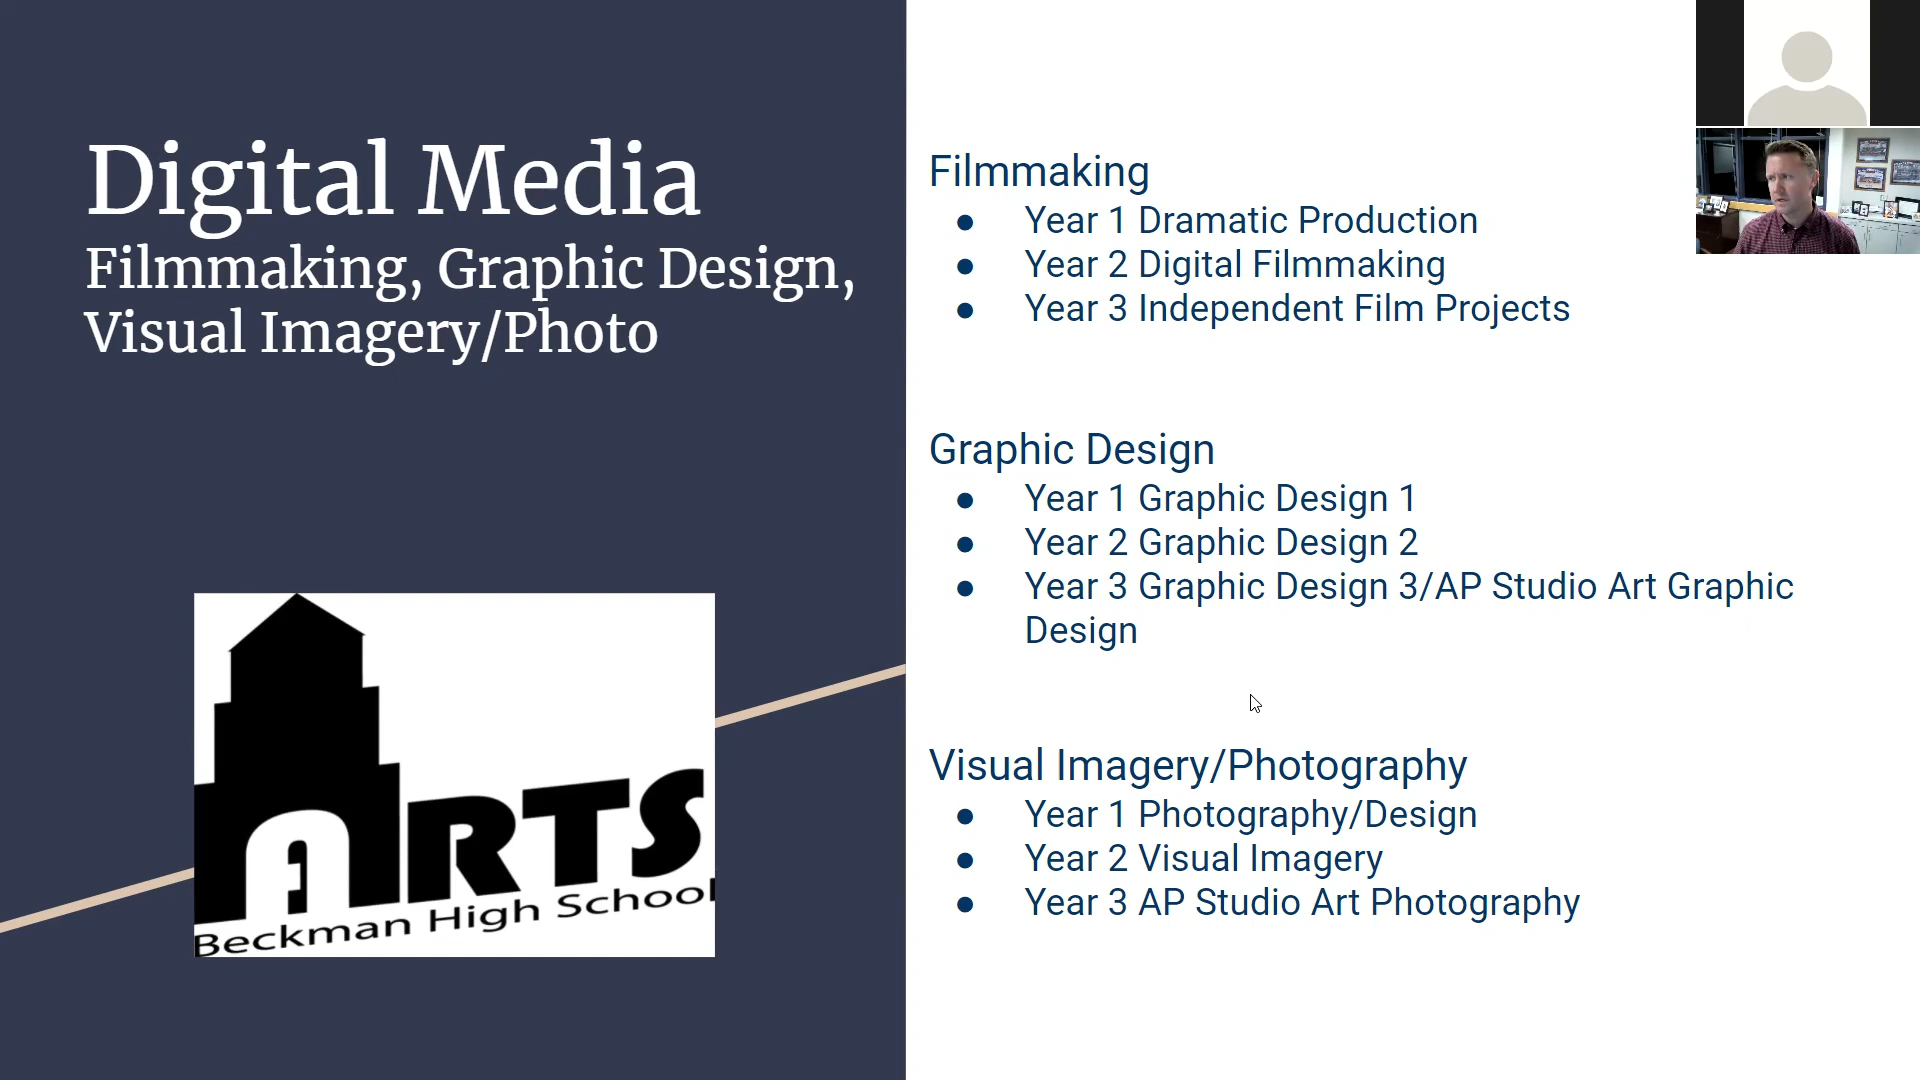 Digital Media
Filmmaking, Graphic Design,
Visual Imagery/Photo
ARTS
Beckman High School
Filmmaking
● Year 1 Dramatic Production
● Year 2 Digital Filmmaking
● Year 3 Independent Film Projects
Graphic Design
● Year 1 Graphic Design 1
● Year 2 Graphic Design 2
● Year 3 Graphic Design 3/AP Studio Art Graphic
Design
Visual Imagery/Photography
● Year 1 Photography/Design
● Year 2 Visual Imagery
● Year 3 AP Studio Art Photography